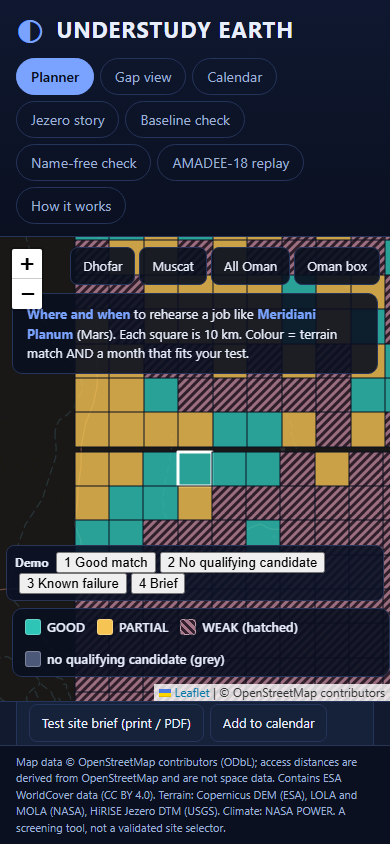 UNDERSTUDY EARTH
Planner
Gap view
Calendar
Jezero story
Baseline check
Name-free check
AMADEE-18 replay
How it works
+
−
Dhofar
Muscat
All Oman
Oman box
Where and when to rehearse a job like Meridiani
Planum (Mars). Each square is 10 km. Colour = terrain
match AND a month that fits your test.
Demo 1 Good match 2 No qualifying candidate
3 Known failure 4 Brief
GOOD PARTIAL WEAK (hatched)
no qualifying candidate (grey)
Leaflet | © OpenStreetMap contributors
Test site brief (print / PDF)
Add to calendar
Map data © OpenStreetMap contributors (ODbL); access distances are
derived from OpenStreetMap and are not space data. Contains ESA
WorldCover data (CC BY 4.0). Terrain: Copernicus DEM (ESA), LOLA and
MOLA (NASA), HiRISE Jezero DTM (USGS). Climate: NASA POWER. A
screening tool, not a validated site selector.